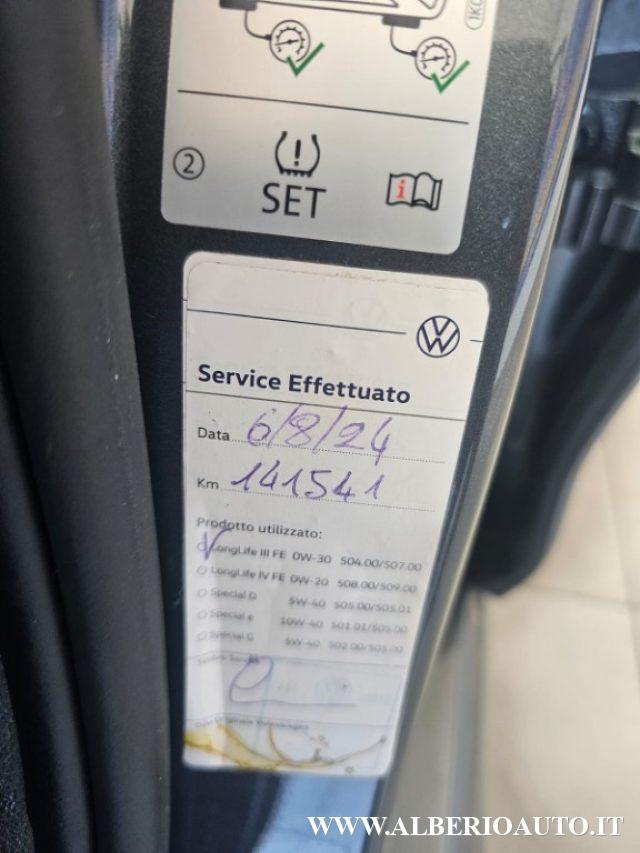 ②
SET
i
Service Effettuato
Data 6/8/24
Km 141541
Prodotto utilizzato:
LongLife III FE 0W-30 504.00/507.00
LongLife IV FE 0W-20 508.00/509.00
Special D 5W-40 505.00/505.01
Special e 10W-40 501.01/505.00
Special G 5W-40 502.00/505.00
WWW.ALBERIOAUTO.IT